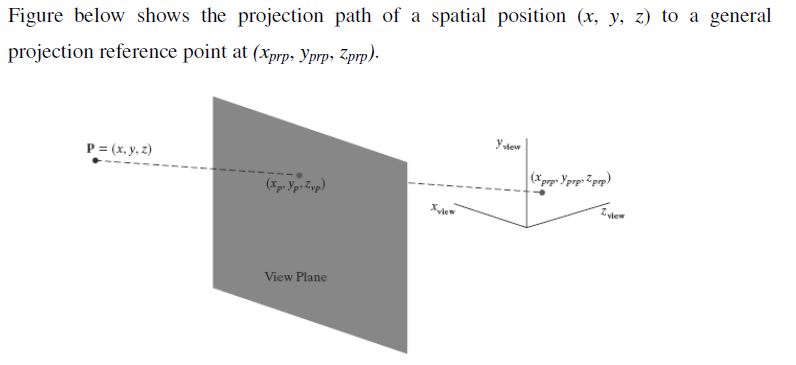 Figure below shows the projection path of a spatial position (x, y, z) to a general
projection reference point at (xprp, yprp, zprp).
P = (x, y, z)
(xp, yp, zvp)
View Plane
yview
(xprp, yprp, zprp)
xview
zview